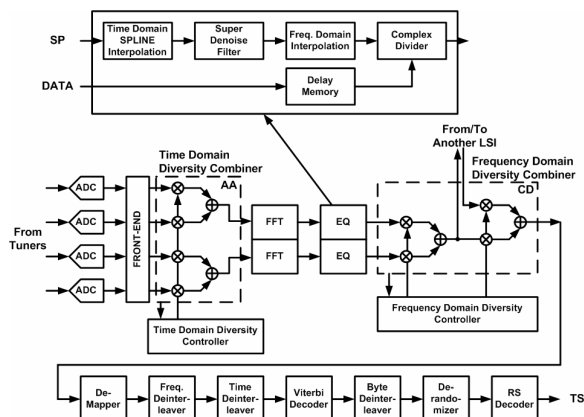 SP
Time Domain
SPLINE
Interpolation
Super
Denoise
Filter
Freq. Domain
Interpolation
Complex
Divider
DATA
Delay
Memory
From/To
Another LSI
Time Domain
Diversity Combiner
AA
Frequency Domain
Diversity Combiner
CD
From
Tuners
ADC
ADC
ADC
ADC
FRONT-END
FFT
FFT
EQ
EQ
Time Domain Diversity
Controller
Frequency Domain Diversity
Controller
De-
Mapper
Freq.
Deinter-
leaver
Time
Deinter-
leaver
Viterbi
Decoder
Byte
Deinter-
leaver
De-
rando-
mizer
RS
Decoder
TS